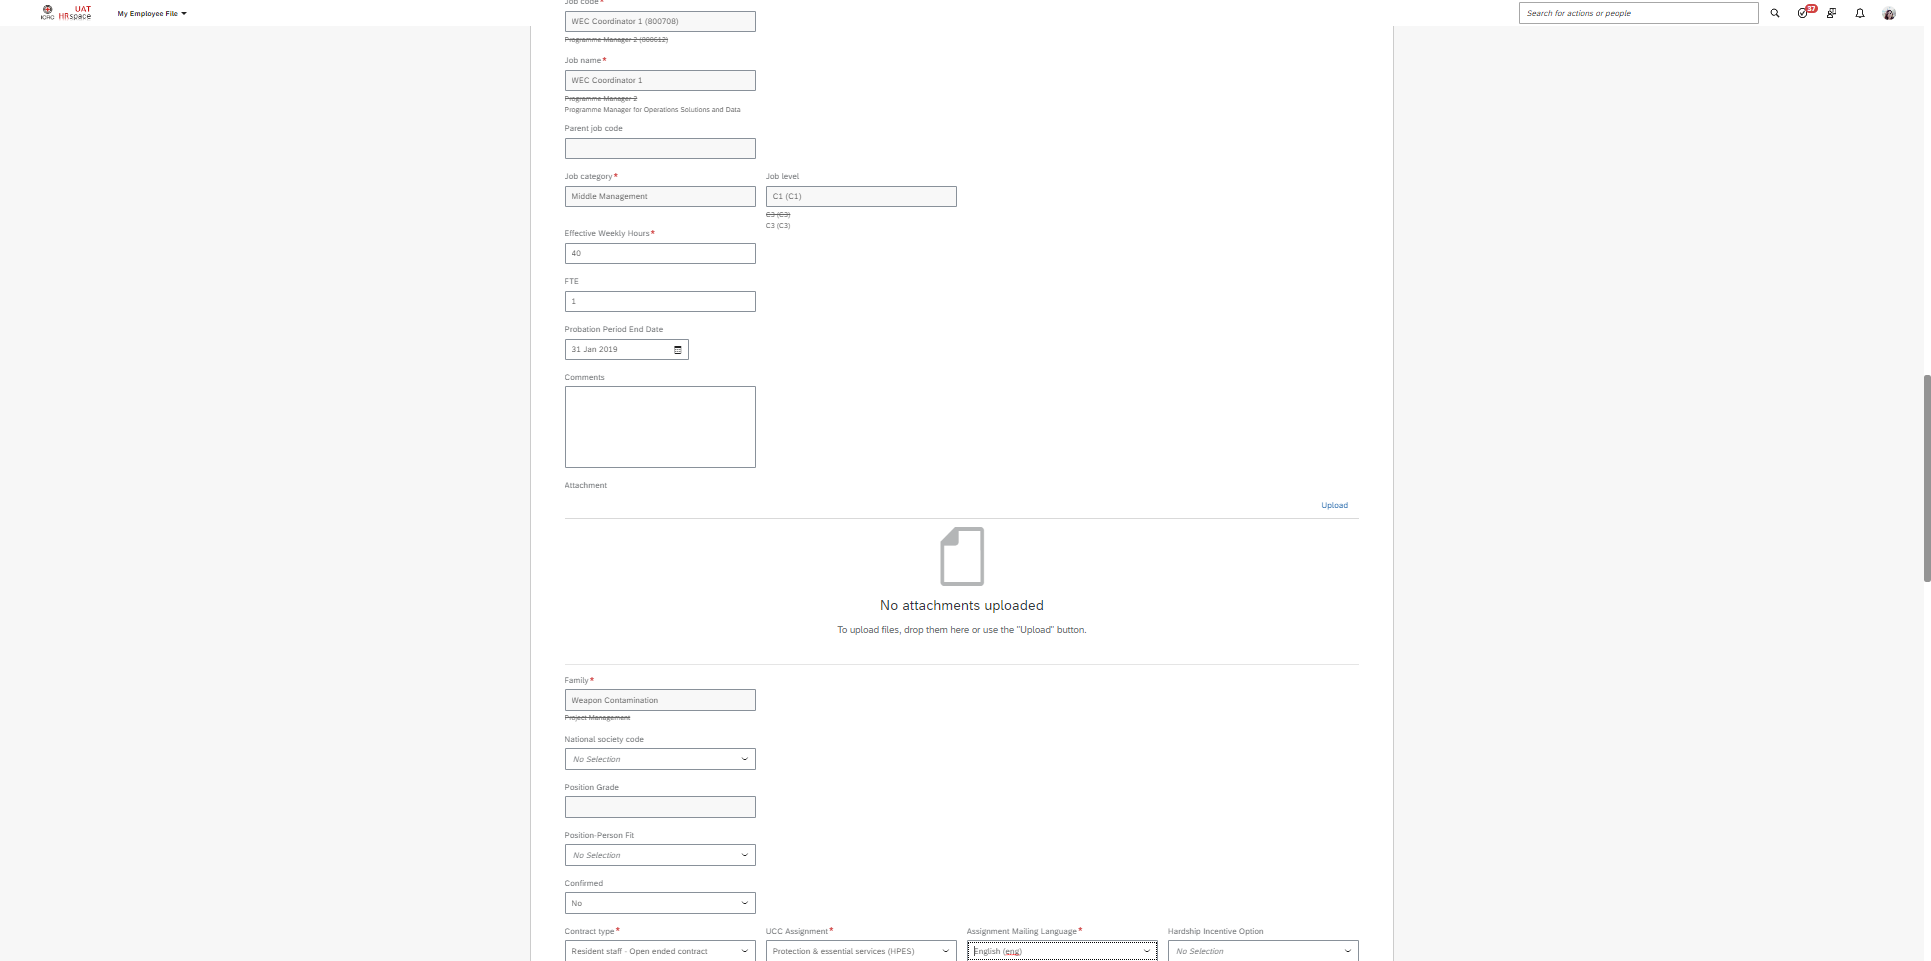 ICRC UAT HRspace My Employee File Search for actions or people 37
Job code*
WEC Coordinator 1 (800708)
Programme Manager 2 (800612)
Job name*
WEC Coordinator 1
Programme Manager 2
Programme Manager for Operations Solutions and Data
Parent job code
Job category* Job level
Middle Management C1 (C1)
C3 (C3)
C3 (C3)
Effective Weekly Hours*
40
FTE
1
Probation Period End Date
31 Jan 2019
Comments
Attachment
Upload
No attachments uploaded
To upload files, drop them here or use the "Upload" button.
Family*
Weapon Contamination
Project Management
National society code
No Selection
Position Grade
Position-Person Fit
No Selection
Confirmed
No
Contract type* UCC Assignment* Assignment Mailing Language* Hardship Incentive Option
Resident staff - Open ended contract Protection & essential services (HPES) English (eng) No Selection